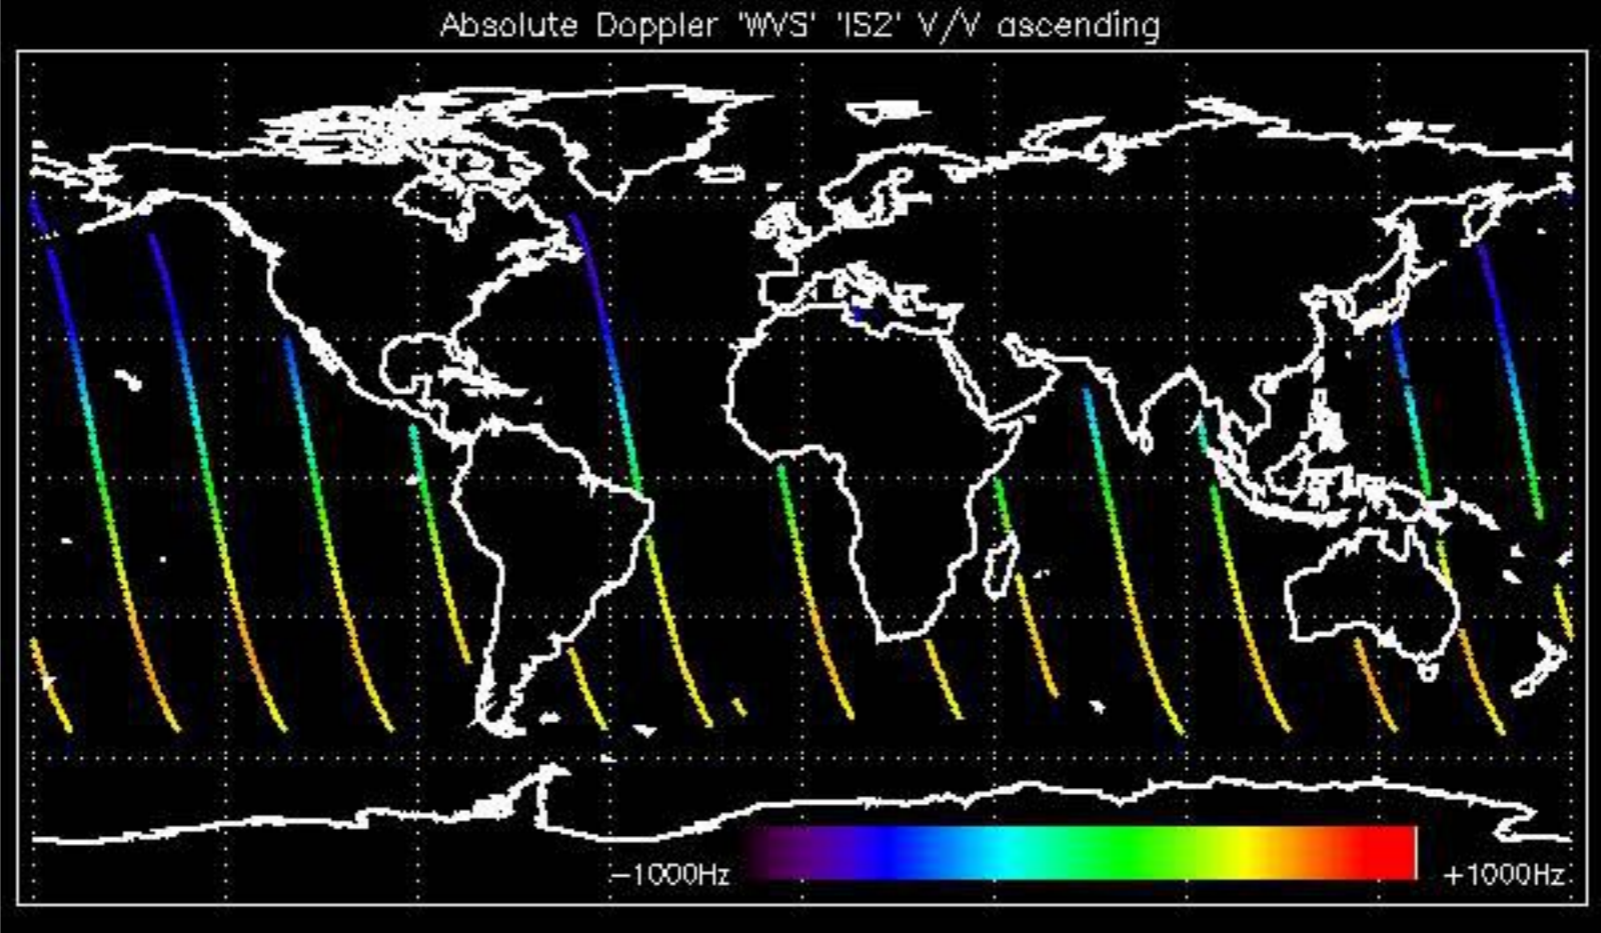 Absolute Doppler 'WVS' 'IS2' V/V ascending
−1000Hz +1000Hz